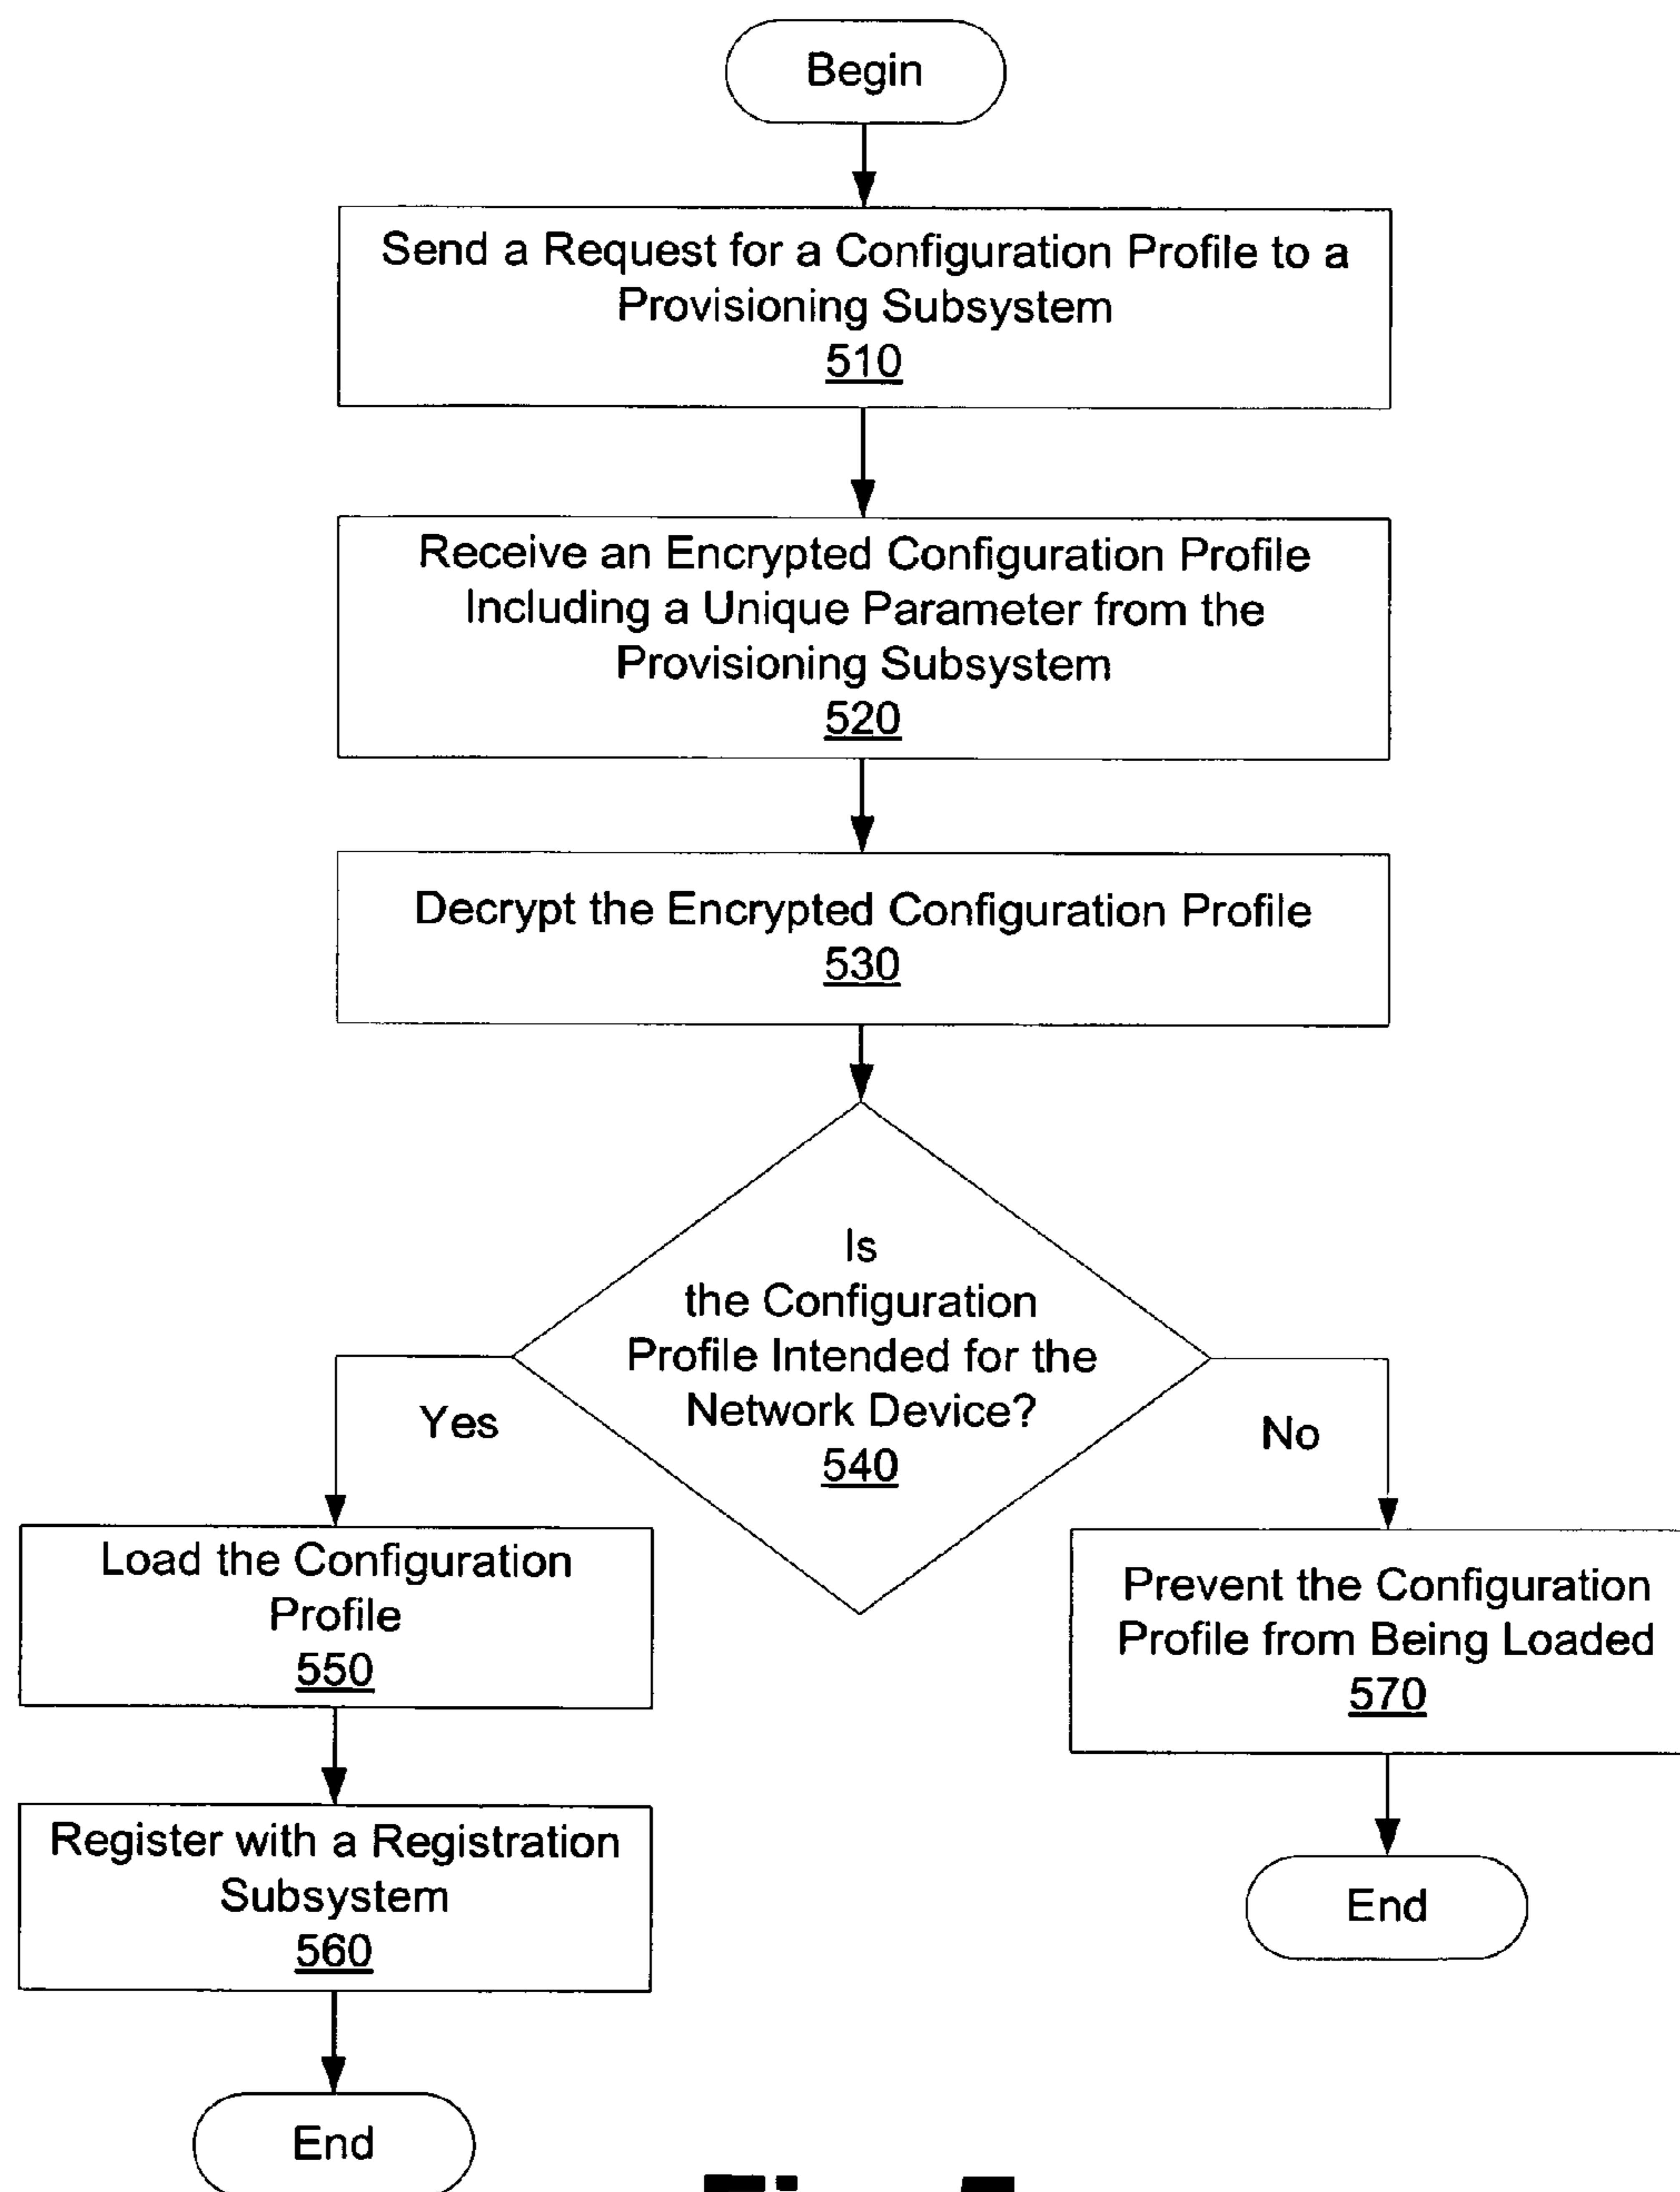 Begin
Send a Request for a Configuration Profile to a
Provisioning Subsystem
510
Receive an Encrypted Configuration Profile
Including a Unique Parameter from the
Provisioning Subsystem
520
Decrypt the Encrypted Configuration Profile
530
Is
the Configuration
Profile Intended for the
Network Device?
540
Yes
No
Load the Configuration
Profile
550
Prevent the Configuration
Profile from Being Loaded
570
Register with a Registration
Subsystem
560
End
End